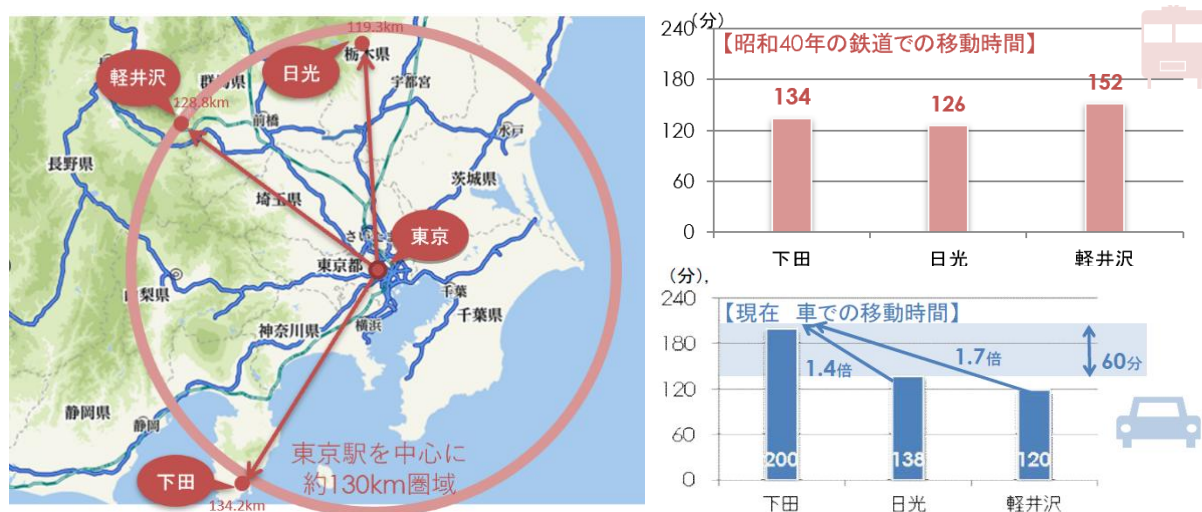 119.3km
栃木県
日光
軽井沢
群馬県
宇都宮
128.8km
前橋
水戸
長野県
茨城県
埼玉県
東京
東京都
山梨県
千葉
千葉県
神奈川県
横浜
静岡県
静岡
東京駅を中心に
約130km圏域
下田
134.2km
(分)
【昭和40年の鉄道での移動時間】
240
180
120
60
0
134
126
152
下田
日光
軽井沢
(分)
【現在 車での移動時間】
240
180
120
60
0
1.4倍
1.7倍
60分
200
138
120
下田
日光
軽井沢